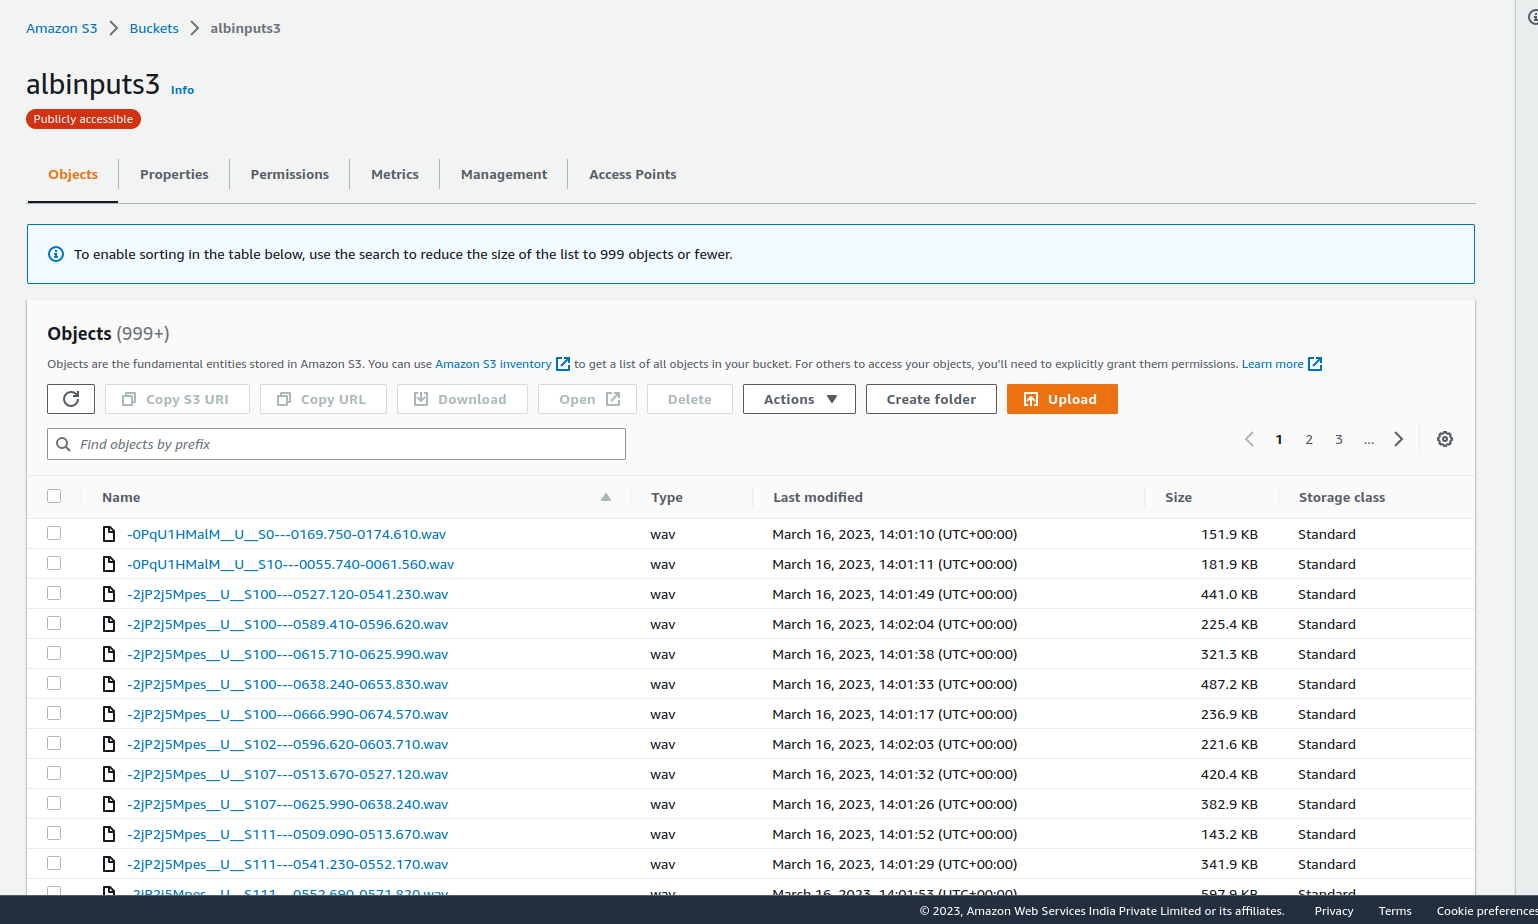 Amazon S3 > Buckets > albinputs3
albinputs3 Info
Publicly accessible
Objects Properties Permissions Metrics Management Access Points
To enable sorting in the table below, use the search to reduce the size of the list to 999 objects or fewer.
Objects (999+)
Objects are the fundamental entities stored in Amazon S3. You can use Amazon S3 inventory to get a list of all objects in your bucket. For others to access your objects, you'll need to explicitly grant them permissions. Learn more
Copy S3 URI Copy URL Download Open Delete Actions Create folder Upload
Find objects by prefix 1 2 3 ...
Name Type Last modified Size Storage class
-0PqU1HMalM__U__S0---0169.750-0174.610.wav wav March 16, 2023, 14:01:10 (UTC+00:00) 151.9 KB Standard
-0PqU1HMalM__U__S10---0055.740-0061.560.wav wav March 16, 2023, 14:01:11 (UTC+00:00) 181.9 KB Standard
-2jP2j5Mpes__U__S100---0527.120-0541.230.wav wav March 16, 2023, 14:01:49 (UTC+00:00) 441.0 KB Standard
-2jP2j5Mpes__U__S100---0589.410-0596.620.wav wav March 16, 2023, 14:02:04 (UTC+00:00) 225.4 KB Standard
-2jP2j5Mpes__U__S100---0615.710-0625.990.wav wav March 16, 2023, 14:01:38 (UTC+00:00) 321.3 KB Standard
-2jP2j5Mpes__U__S100---0638.240-0653.830.wav wav March 16, 2023, 14:01:33 (UTC+00:00) 487.2 KB Standard
-2jP2j5Mpes__U__S100---0666.990-0674.570.wav wav March 16, 2023, 14:01:17 (UTC+00:00) 236.9 KB Standard
-2jP2j5Mpes__U__S102---0596.620-0603.710.wav wav March 16, 2023, 14:02:03 (UTC+00:00) 221.6 KB Standard
-2jP2j5Mpes__U__S107---0513.670-0527.120.wav wav March 16, 2023, 14:01:32 (UTC+00:00) 420.4 KB Standard
-2jP2j5Mpes__U__S107---0625.990-0638.240.wav wav March 16, 2023, 14:01:26 (UTC+00:00) 382.9 KB Standard
-2jP2j5Mpes__U__S111---0509.090-0513.670.wav wav March 16, 2023, 14:01:52 (UTC+00:00) 143.2 KB Standard
-2jP2j5Mpes__U__S111---0541.230-0552.170.wav wav March 16, 2023, 14:01:29 (UTC+00:00) 341.9 KB Standard
-2jP2j5Mpes__U__S111---0552.690-0571.820.wav wav March 16, 2023, 14:01:53 (UTC+00:00) 597.9 KB Standard
© 2023, Amazon Web Services India Private Limited or its affiliates. Privacy Terms Cookie preferences